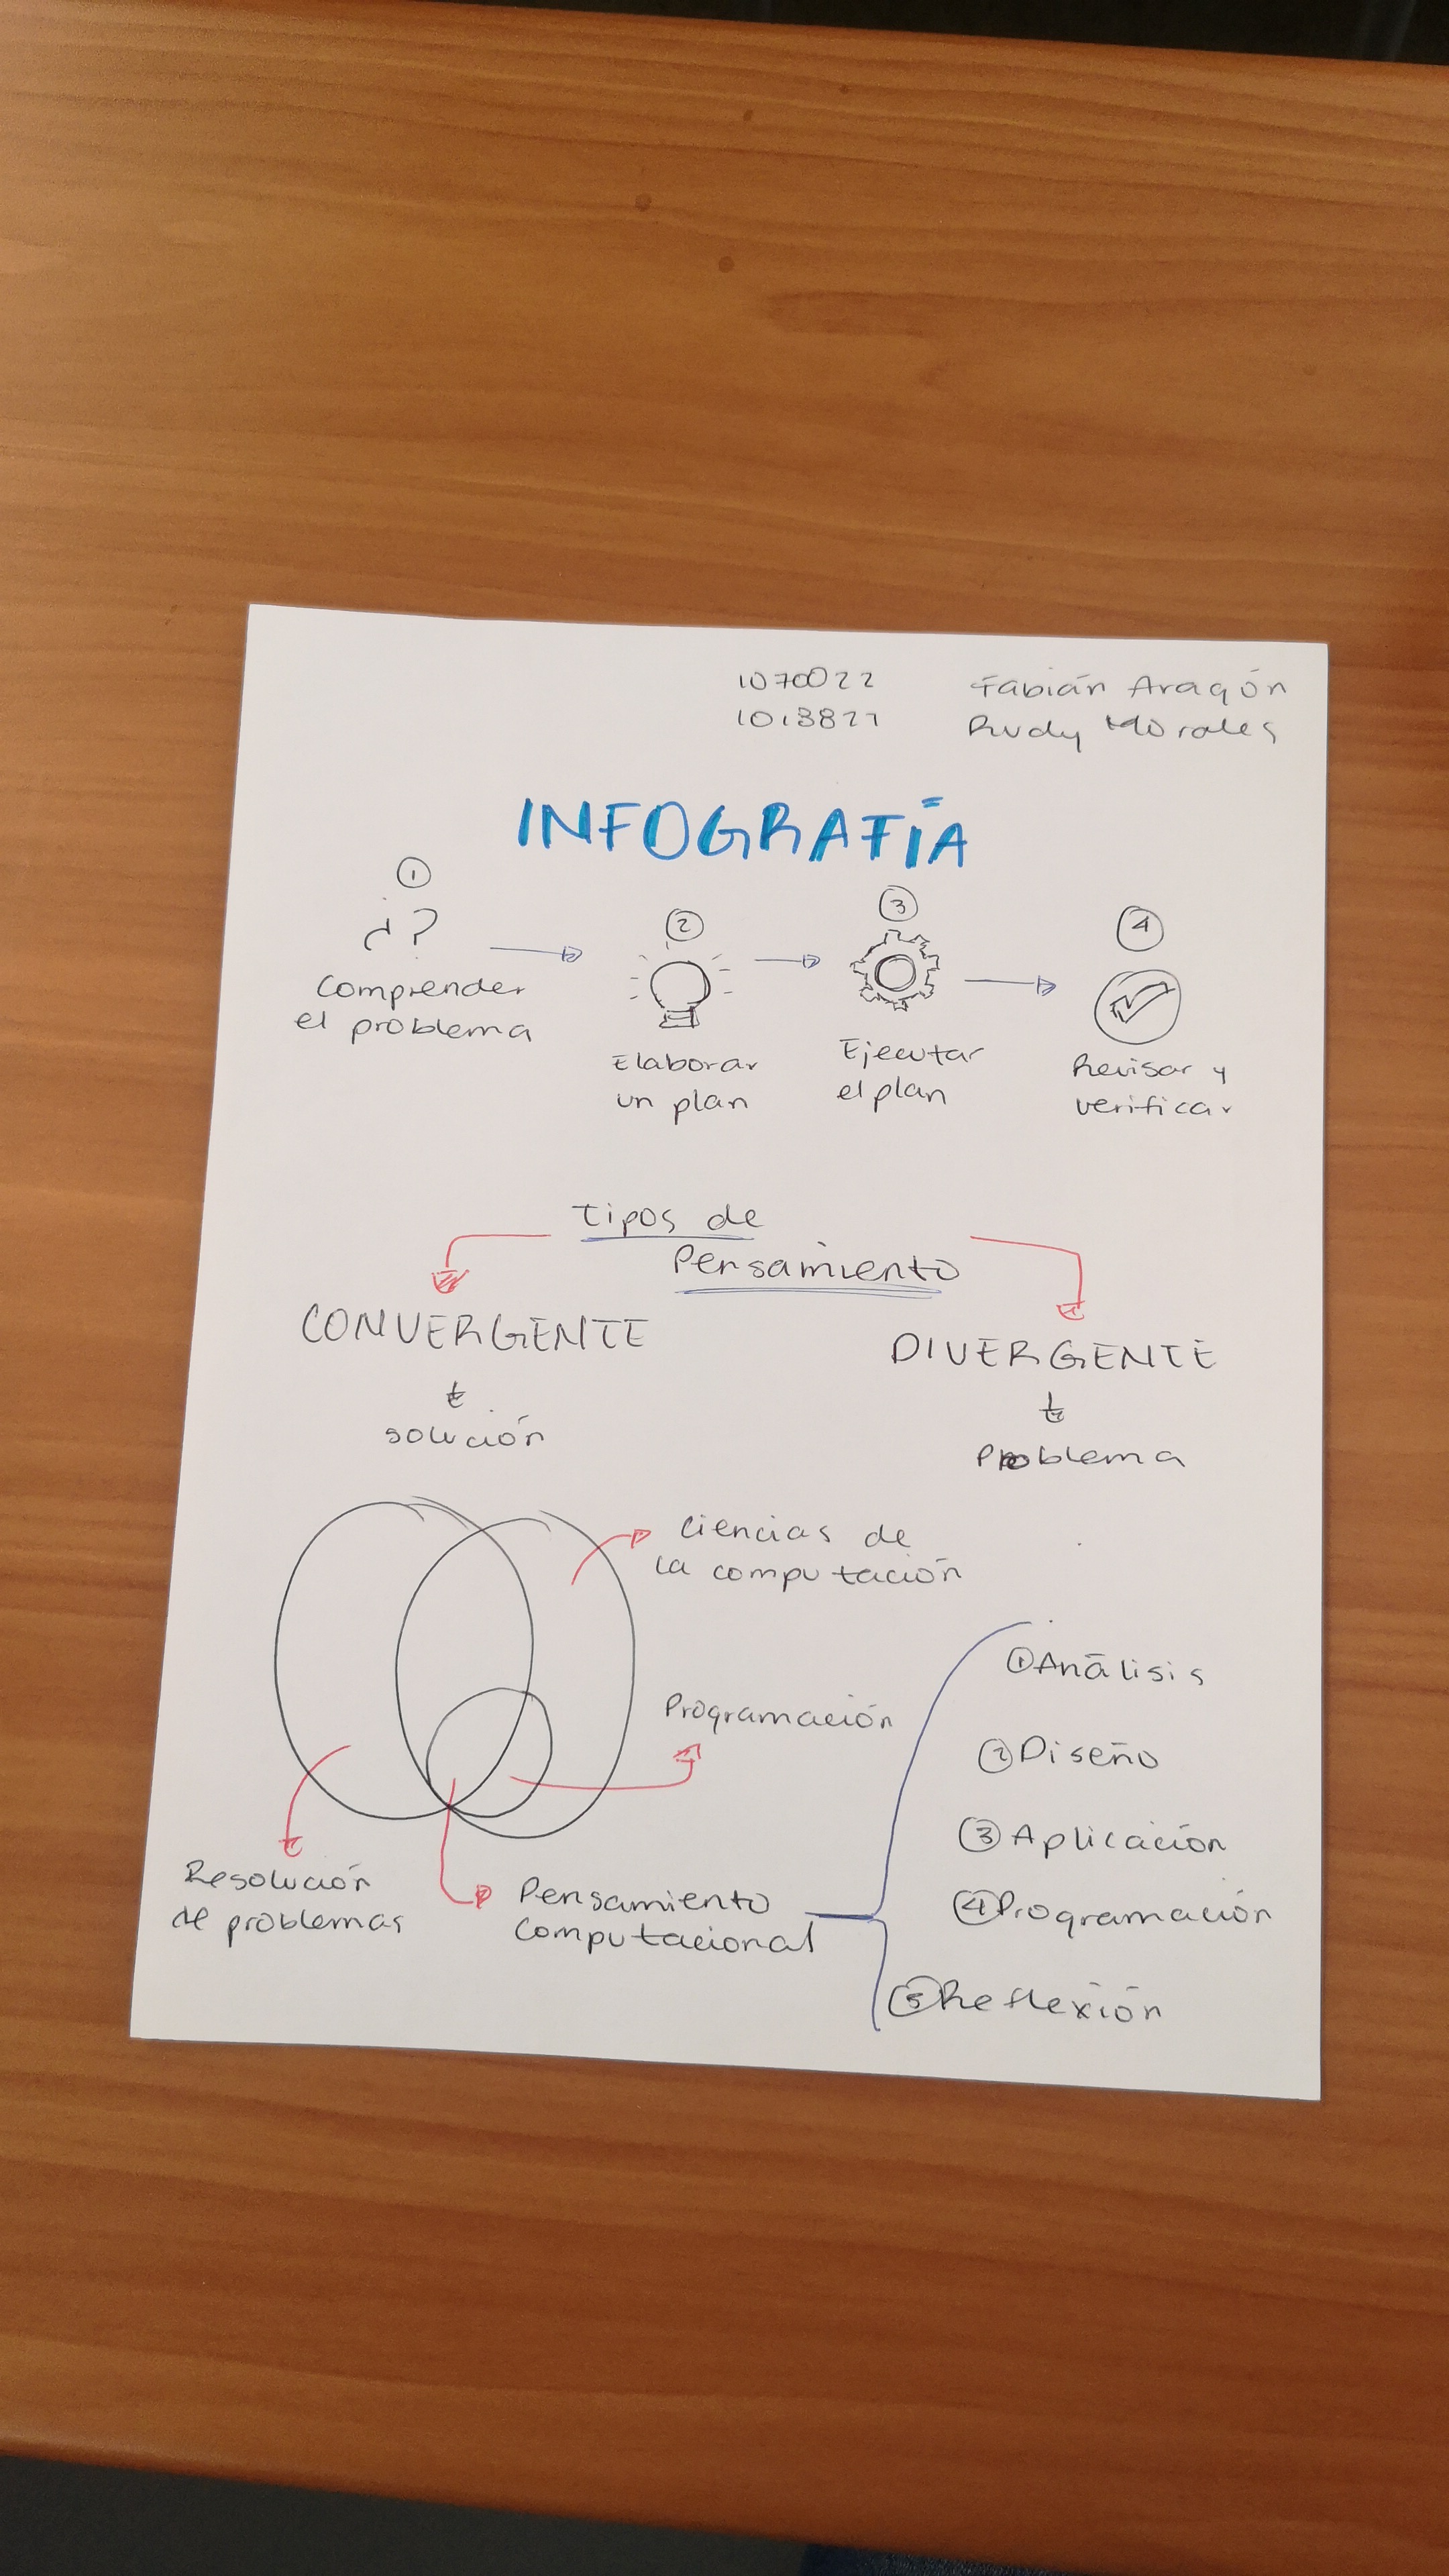 1070022 Fabián Aragón
Rudy Morales
INFOGRAFÍA
1
¿?
Comprender
el problema
2
Elaborar
un plan
3
Ejecutar
el plan
4
Revisar y
verificar
Tipos de
Pensamiento
CONVERGENTE
solución
DIVERGENTE
Problema
Ciencias de
la computación
Programación
Resolución
de problemas
Pensamiento
computacional
1 Análisis
2 Diseño
3 Aplicación
4 Programación
5 Reflexión